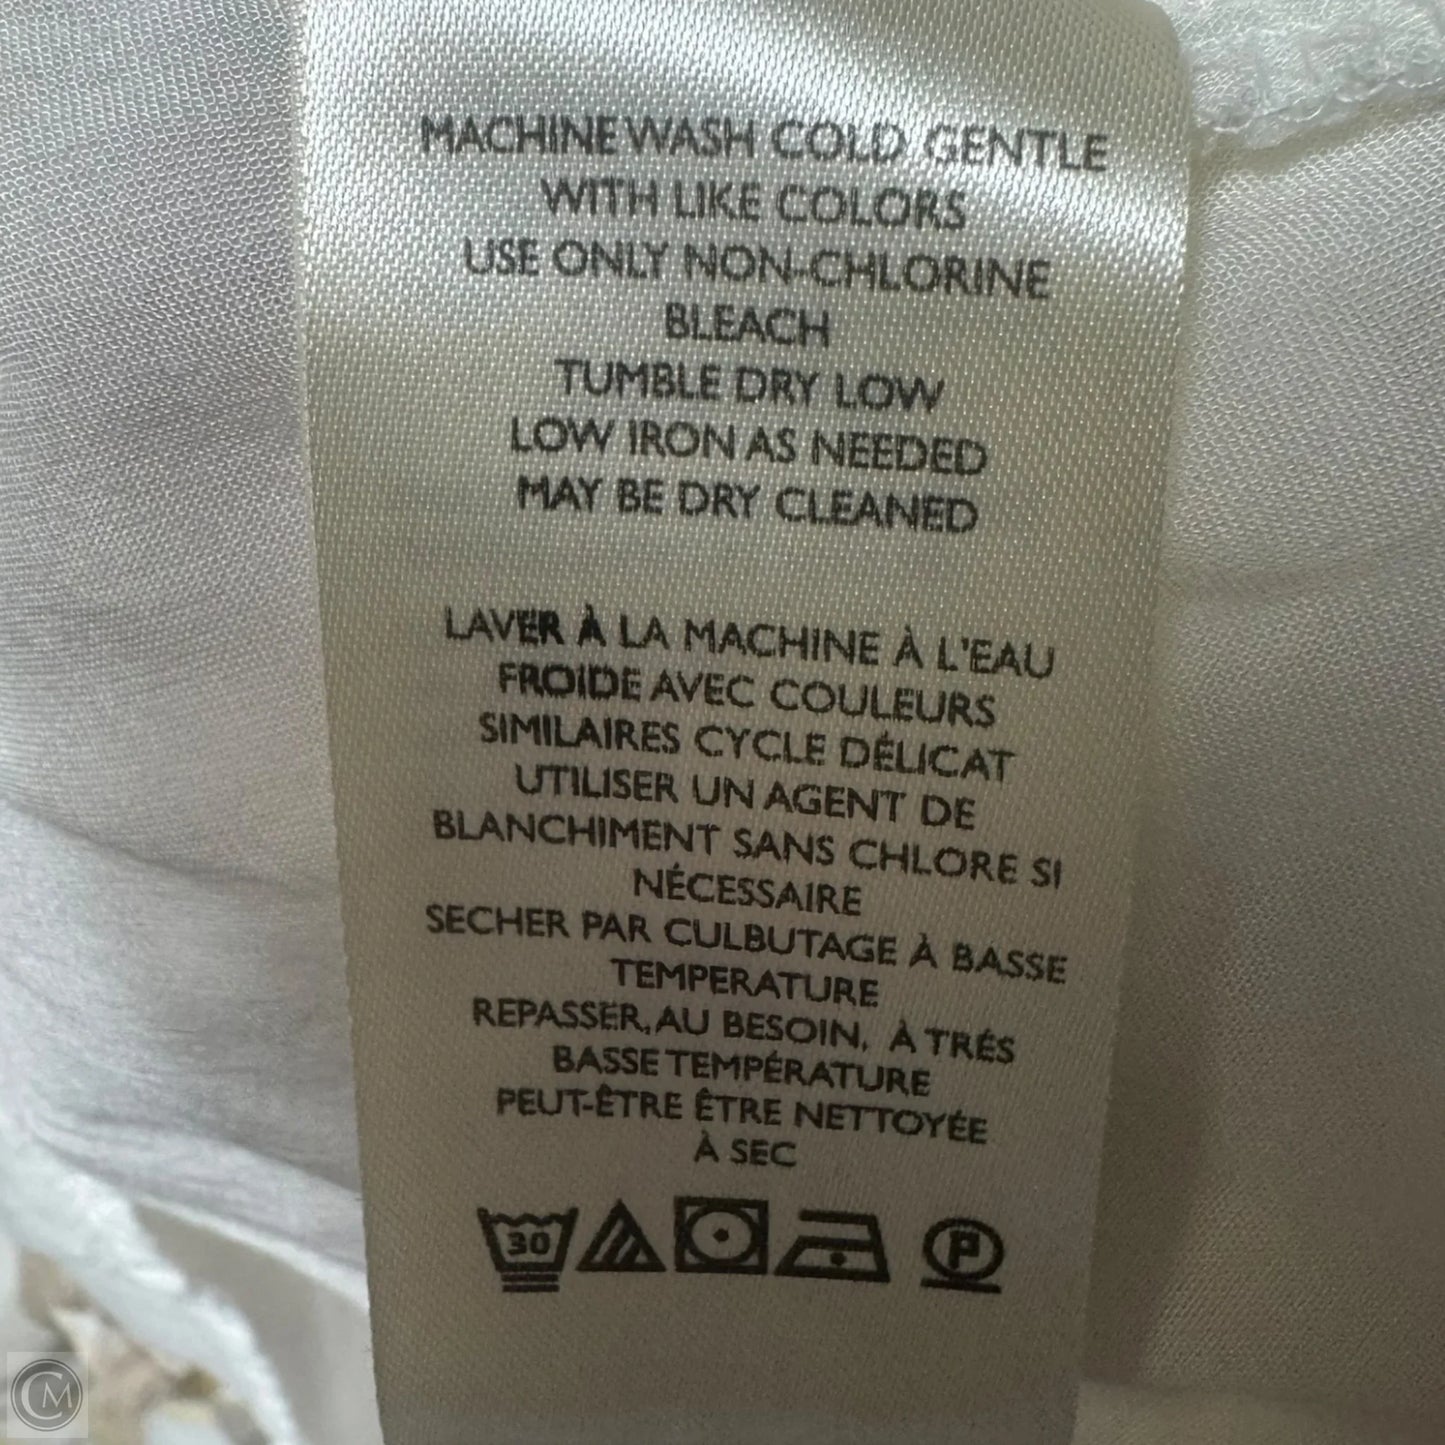 MACHINE WASH COLD GENTLE
WITH LIKE COLORS
USE ONLY NON-CHLORINE
BLEACH
TUMBLE DRY LOW
LOW IRON AS NEEDED
MAY BE DRY CLEANED
LAVER À LA MACHINE À L'EAU
FROIDE AVEC COULEURS
SIMILAIRES CYCLE DÉLICAT
UTILISER UN AGENT DE
BLANCHIMENT SANS CHLORE SI
NÉCESSAIRE
SECHER PAR CULBUTAGE À BASSE
TEMPERATURE
REPASSER, AU BESOIN, À TRÉS
BASSE TEMPÉRATURE
PEUT-ÊTRE ÊTRE NETTOYÉE
À SEC
30 P
CM